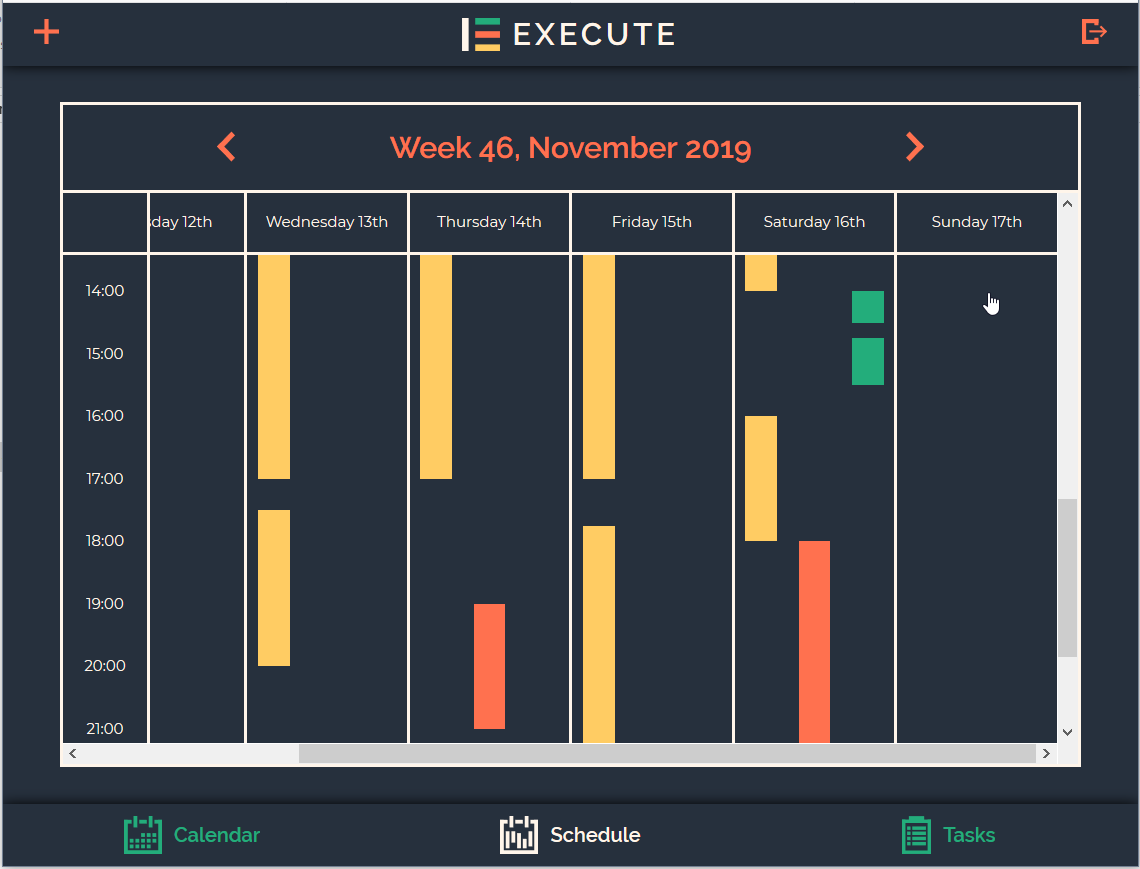 EXECUTE
Week 46, November 2019
day 12th
Wednesday 13th
Thursday 14th
Friday 15th
Saturday 16th
Sunday 17th
14:00
15:00
16:00
17:00
18:00
19:00
20:00
21:00
Calendar
Schedule
Tasks